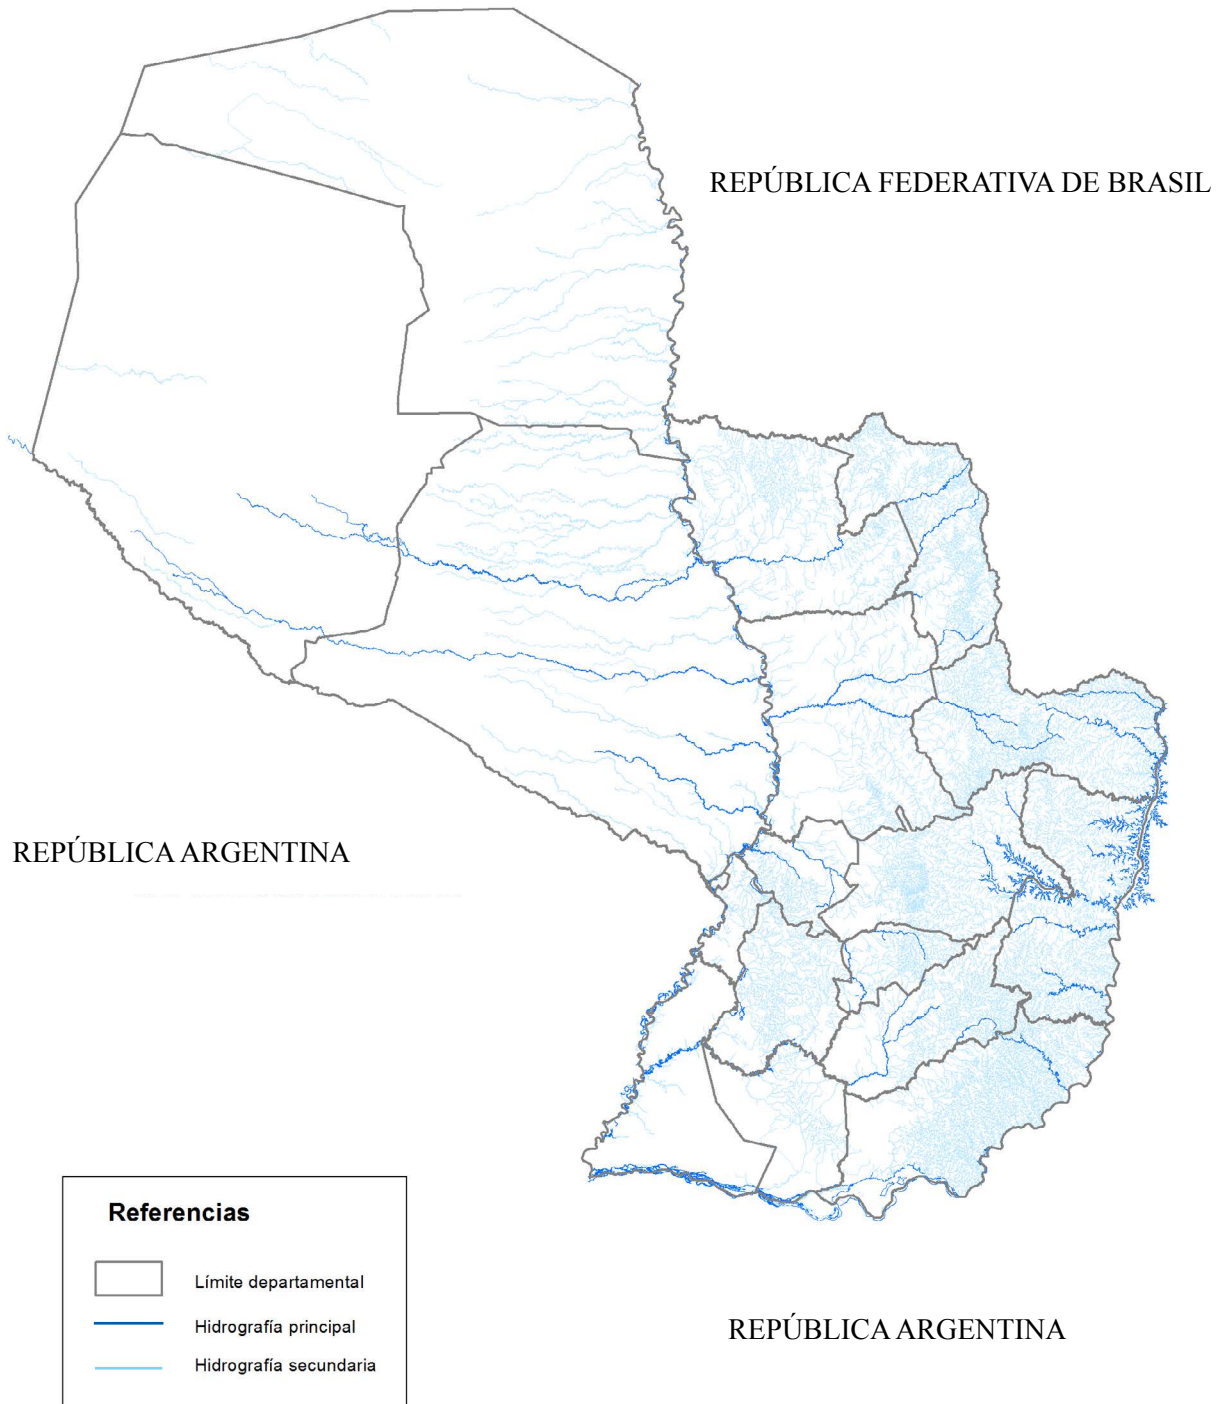 REPÚBLICA FEDERATIVA DE BRASIL
REPÚBLICA ARGENTINA
Referencias
Límite departamental
Hidrografía principal
Hidrografía secundaria
REPÚBLICA ARGENTINA